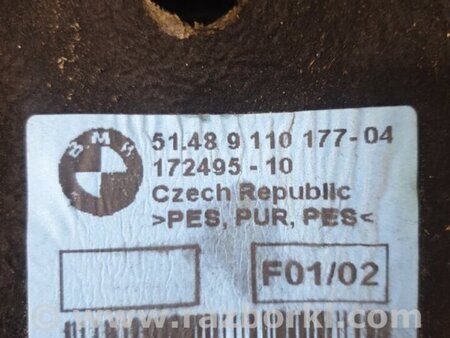 BMW
51.48 9 110 177-04
172495-10
Czech Republic
>PES, PUR, PES<
F01/02
© www.razborki.com